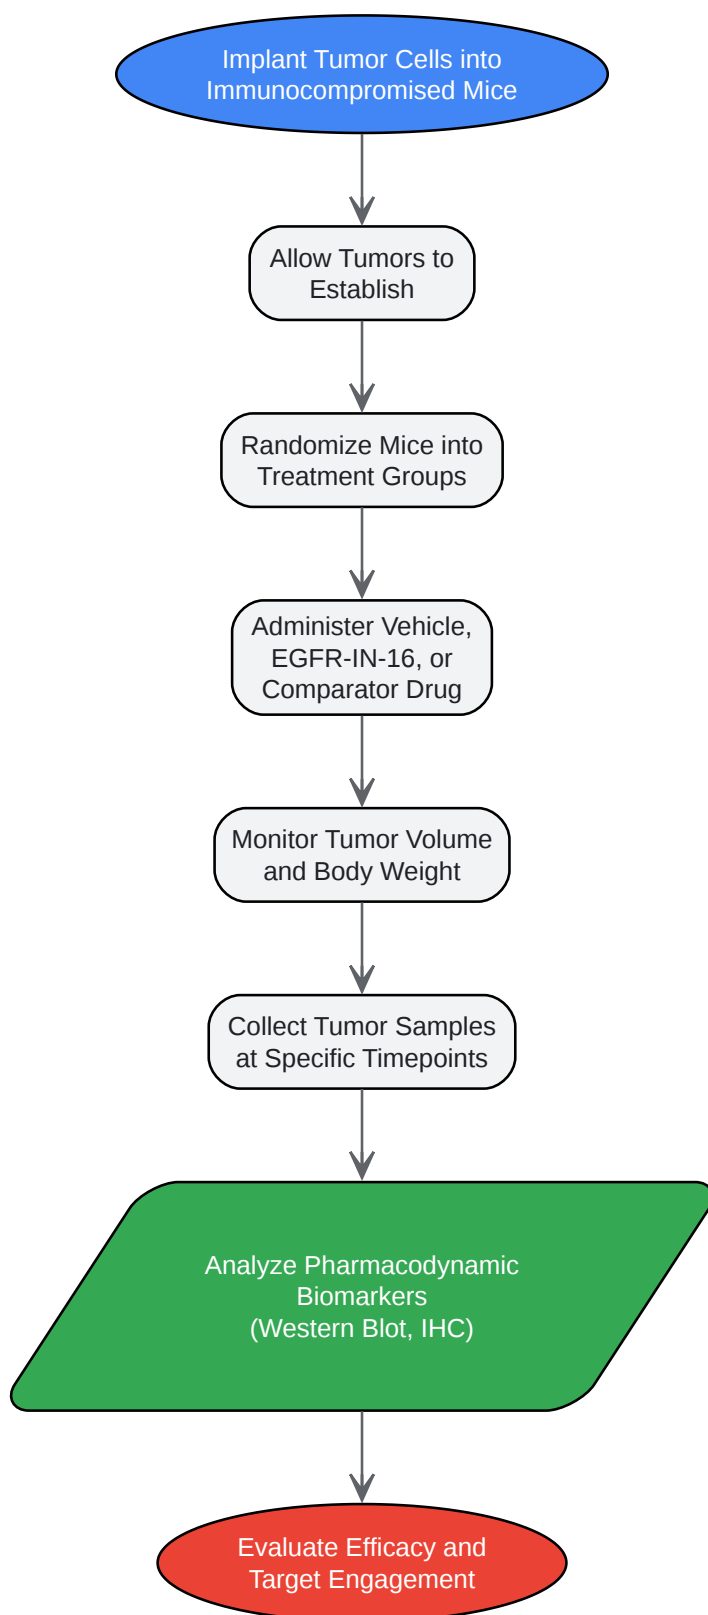 Implant Tumor Cells into
Immunocompromised Mice
Allow Tumors to
Establish
Randomize Mice into
Treatment Groups
Administer Vehicle,
EGFR-IN-16, or
Comparator Drug
Monitor Tumor Volume
and Body Weight
Collect Tumor Samples
at Specific Timepoints
Analyze Pharmacodynamic
Biomarkers
(Western Blot, IHC)
Evaluate Efficacy and
Target Engagement